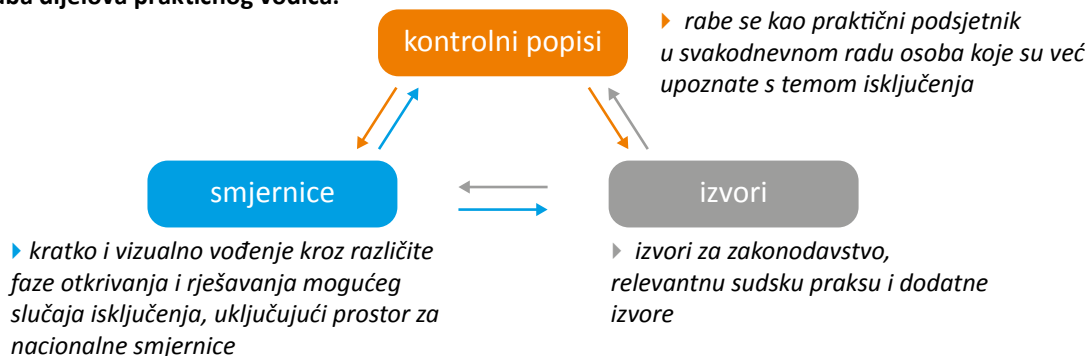 dijelova praktičnog vodiča:
kontrolni popisi
rabe se kao praktični podsjetnik
u svakodnevnom radu osoba koje su već
upoznate s temom isključenja
smjernice
izvori
kratko i vizualno vođenje kroz različite
faze otkrivanja i rješavanja mogućeg
slučaja isključenja, uključujući prostor za
nacionalne smjernice
izvori za zakonodavstvo,
relevantnu sudsku praksu i dodatne
izvore